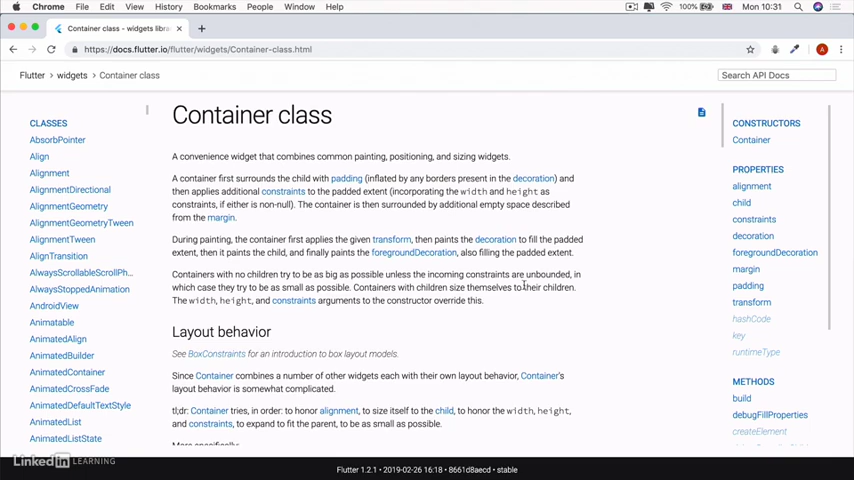 Chrome File Edit View History Bookmarks People Window Help 100% Mon 10:31
Container class - widgets libra
https://docs.flutter.io/flutter/widgets/Container-class.html
A
Flutter widgets Container class Search API Docs
CLASSES
AbsorbPointer
Align
Alignment
AlignmentDirectional
AlignmentGeometry
AlignmentGeometryTween
AlignmentTween
AlignTransition
AlwaysScrollableScrollPh...
AlwaysStoppedAnimation
AndroidView
Animatable
AnimatedAlign
AnimatedBuilder
AnimatedContainer
AnimatedCrossFade
AnimatedDefaultTextStyle
AnimatedList
AnimatedListState
Container class
A convenience widget that combines common painting, positioning, and sizing widgets.
A container first surrounds the child with padding (inflated by any borders present in the decoration) and
then applies additional constraints to the padded extent (incorporating the width and height as
constraints, if either is non-null). The container is then surrounded by additional empty space described
from the margin.
During painting, the container first applies the given transform, then paints the decoration to fill the padded
extent, then it paints the child, and finally paints the foregroundDecoration, also filling the padded extent.
Containers with no children try to be as big as possible unless the incoming constraints are unbounded, in
which case they try to be as small as possible. Containers with children size themselves to their children.
The width, height, and constraints arguments to the constructor override this.
Layout behavior
See BoxConstraints for an introduction to box layout models.
Since Container combines a number of other widgets each with their own layout behavior, Container's
layout behavior is somewhat complicated.
tl;dr: Container tries, in order: to honor alignment, to size itself to the child, to honor the width, height,
and constraints, to expand to fit the parent, to be as small as possible.
More specifically:
CONSTRUCTORS
Container
PROPERTIES
alignment
child
constraints
decoration
foregroundDecoration
margin
padding
transform
hashCode
key
runtimeType
METHODS
build
debugFillProperties
createElement
LinkedIn LEARNING
Flutter 1.2.1 • 2019-02-26 16:18 • 8661d8aecd • stable